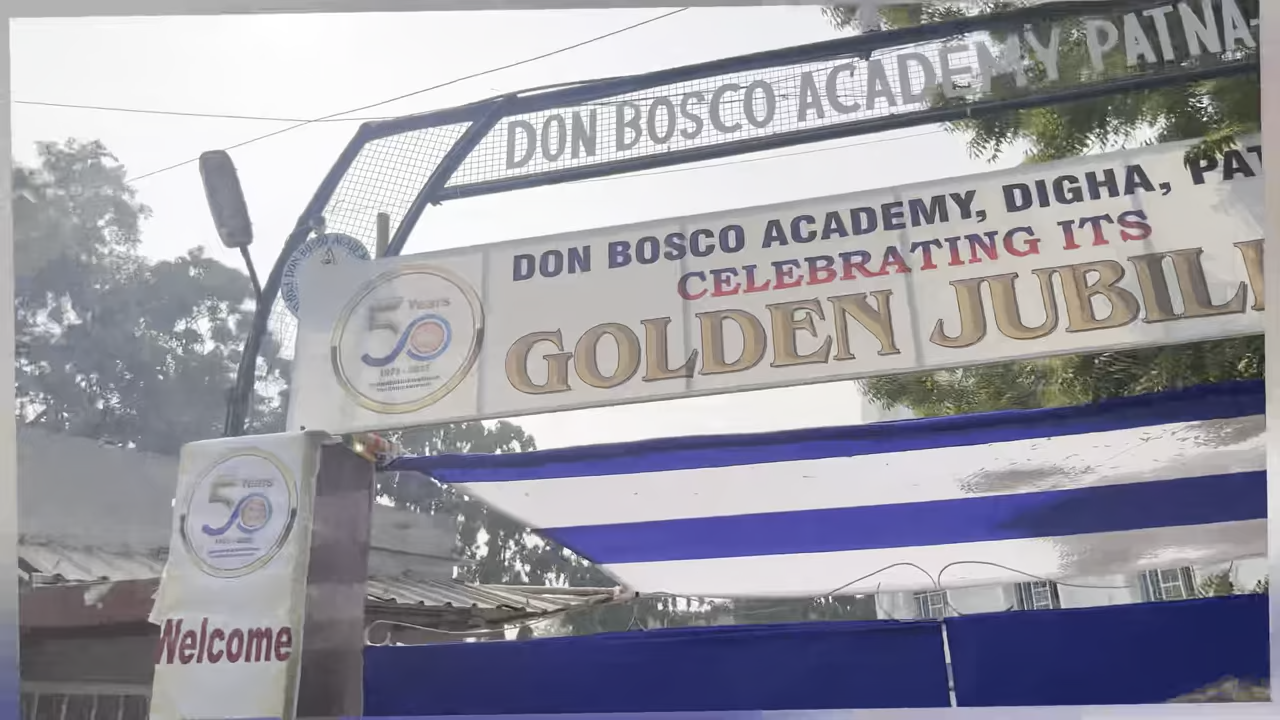 DON BOSCO ACADEMY PATNA-
DON BOSCO ACADEMY, DIGHA, PAT
CELEBRATING ITS
GOLDEN JUBIL
50 Years
50 Years
Welcome